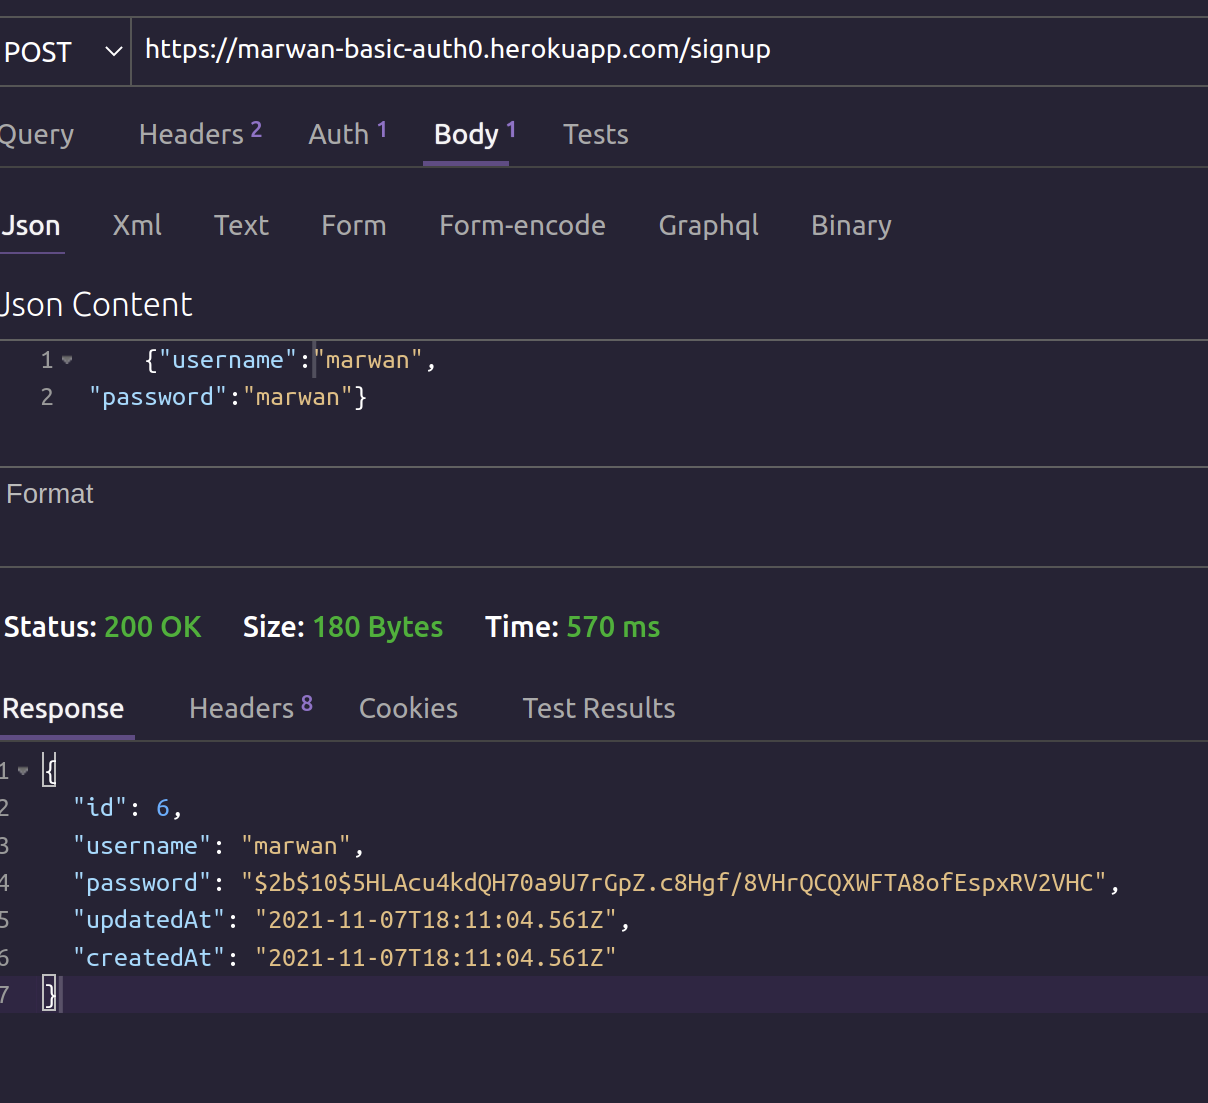 POST https://marwan-basic-auth0.herokuapp.com/signup
Query Headers 2 Auth 1 Body 1 Tests
Json Xml Text Form Form-encode Graphql Binary
Json Content
1 {"username":"marwan",
2 "password":"marwan"}
Format
Status: 200 OK Size: 180 Bytes Time: 570 ms
Response Headers 8 Cookies Test Results
1 {
2 "id": 6,
3 "username": "marwan",
4 "password": "$2b$10$5HLAcu4kdQH70a9U7rGpZ.c8Hgf/8VHrQCQXWFTA8ofEspxRV2VHC",
5 "updatedAt": "2021-11-07T18:11:04.561Z",
6 "createdAt": "2021-11-07T18:11:04.561Z"
7 }